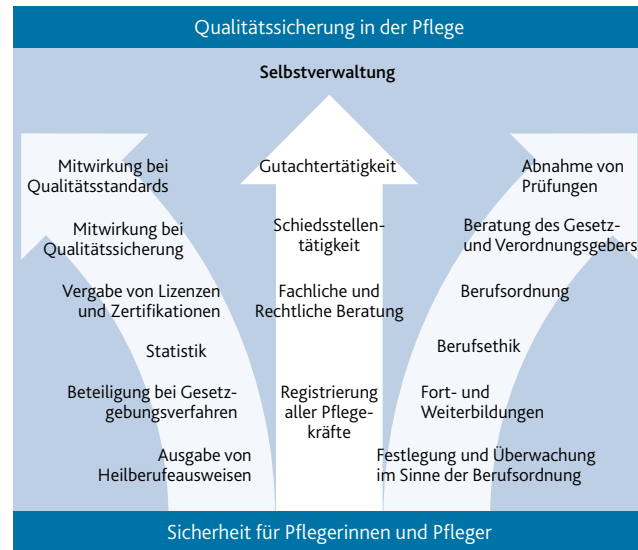 Qualitätssicherung in der Pflege
Selbstverwaltung
Mitwirkung bei
Qualitätsstandards
Mitwirkung bei
Qualitätssicherung
Vergabe von Lizenzen
und Zertifikationen
Statistik
Beteiligung bei Gesetz-
gebungsverfahren
Ausgabe von
Heilberufeausweisen
Gutachtertätigkeit
Schiedsstellen-
tätigkeit
Fachliche und
Rechtliche Beratung
Registrierung
aller Pflege-
kräfte
Abnahme von
Prüfungen
Beratung des Gesetz-
und Verordnungsgebers
Berufsordnung
Berufsethik
Fort- und
Weiterbildungen
Festlegung und Überwachung
im Sinne der Berufsordnung
Sicherheit für Pflegerinnen und Pfleger